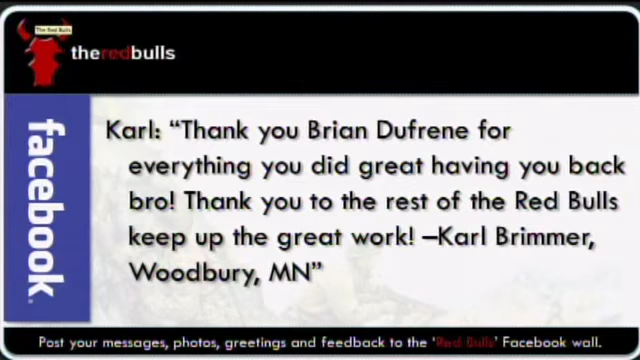 The Red Bulls
theredbulls
facebook
Karl: “Thank you Brian Dufrene for
everything you did great having you back
bro! Thank you to the rest of the Red Bulls
keep up the great work! –Karl Brimmer,
Woodbury, MN”
Post your messages, photos, greetings and feedback to the 'Red Bulls' Facebook wall.